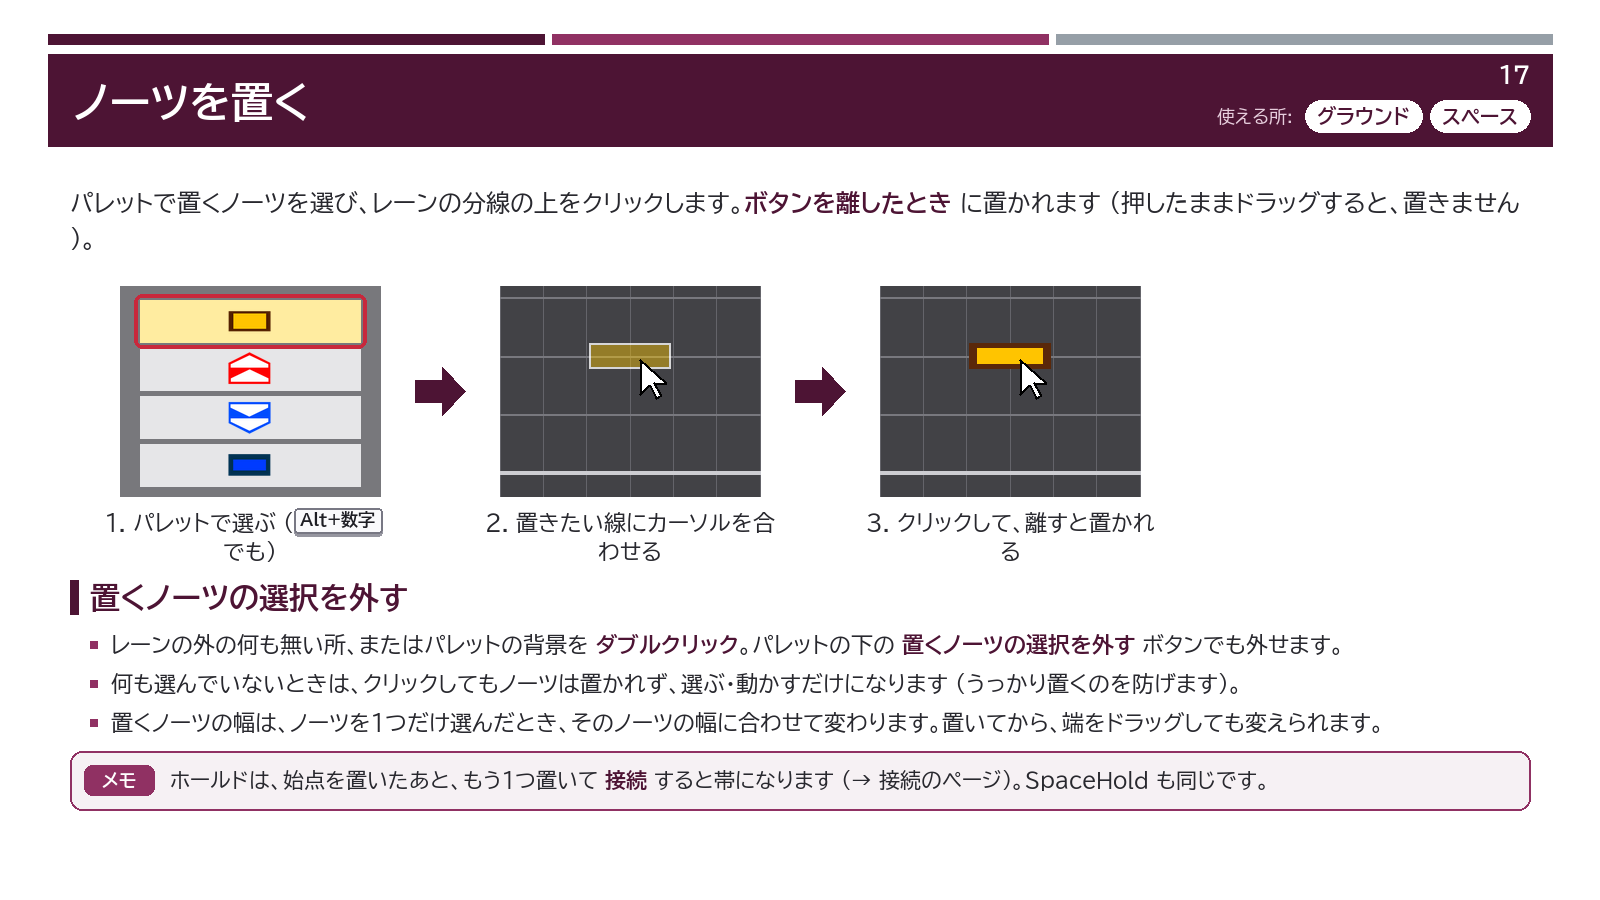 17
ノーツを置く
使える所: グラウンド スペース
パレットで置くノーツを選び、レーンの分線の上をクリックします。ボタンを離したとき に置かれます（押したままドラッグすると、置きません
）。
1. パレットで選ぶ（Alt+数字
でも）
2. 置きたい線にカーソルを合
わせる
3. クリックして、離すと置かれ
る
置くノーツの選択を外す
レーンの外の何も無い所、またはパレットの背景を ダブルクリック。パレットの下の 置くノーツの選択を外す ボタンでも外せます。
何も選んでいないときは、クリックしてもノーツは置かれず、選ぶ・動かすだけになります（うっかり置くのを防げます）。
置くノーツの幅は、ノーツを1つだけ選んだとき、そのノーツの幅に合わせて変わります。置いてから、端をドラッグしても変えられます。
メモ ホールドは、始点を置いたあと、もう1つ置いて 接続 すると帯になります（→ 接続のページ）。SpaceHold も同じです。